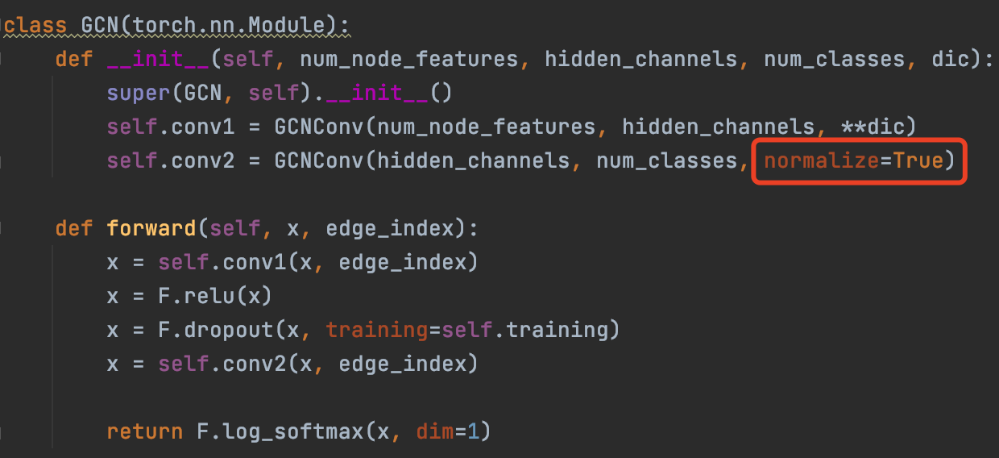 class GCN(torch.nn.Module):
    def __init__(self, num_node_features, hidden_channels, num_classes, dic):
        super(GCN, self).__init__()
        self.conv1 = GCNConv(num_node_features, hidden_channels, **dic)
        self.conv2 = GCNConv(hidden_channels, num_classes, normalize=True)
    def forward(self, x, edge_index):
        x = self.conv1(x, edge_index)
        x = F.relu(x)
        x = F.dropout(x, training=self.training)
        x = self.conv2(x, edge_index)
        return F.log_softmax(x, dim=1)